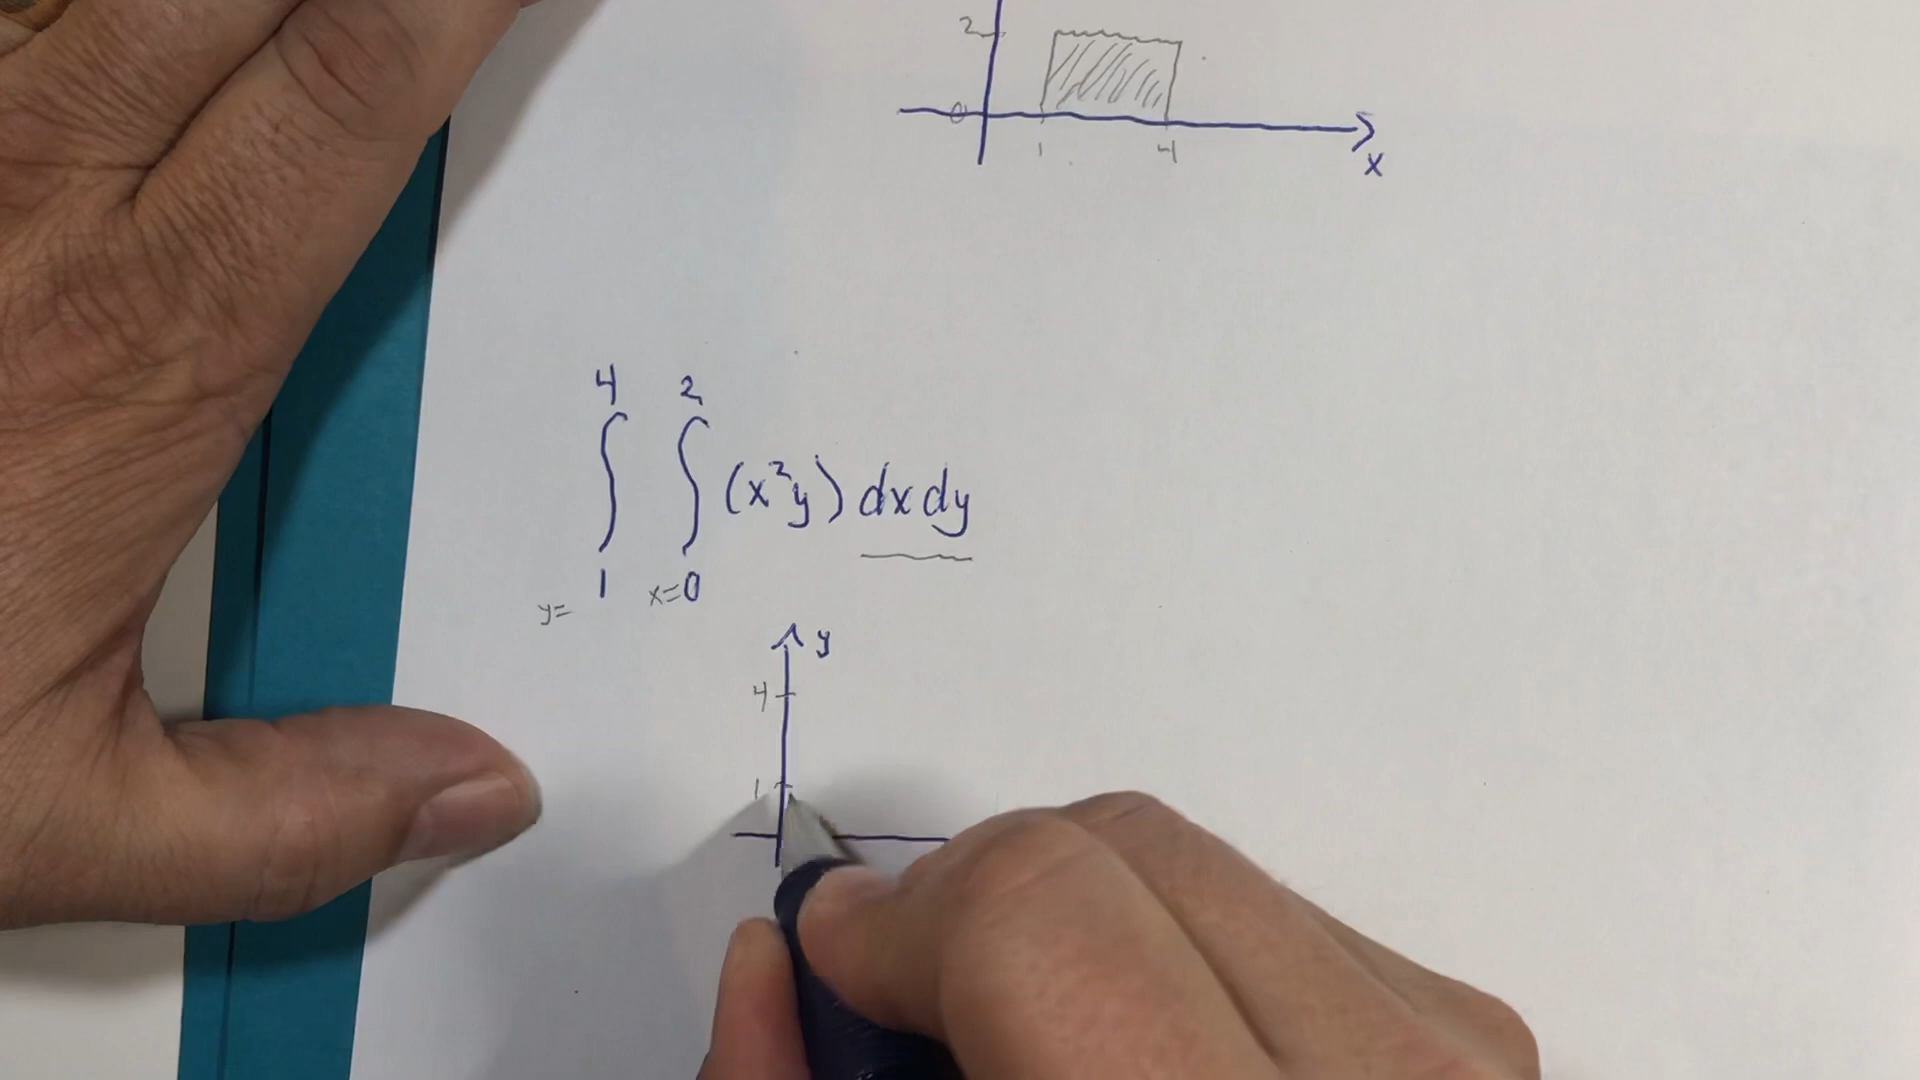 2
0
1 4
x
4 2
∫ ∫ (x²y) dx dy
y= 1 x=0
y
4
1